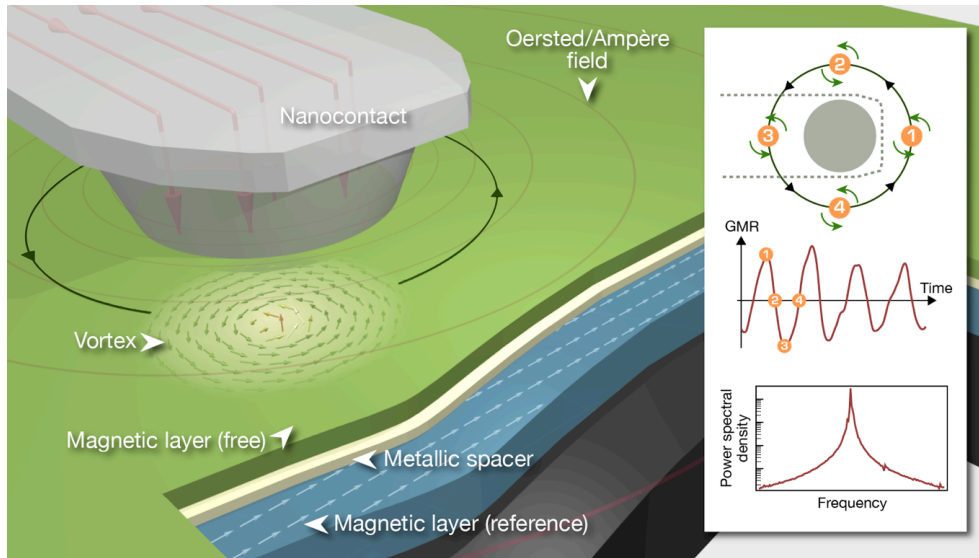 Oersted/Ampère
field
Nanocontact
Vortex
Magnetic layer (free)
Metallic spacer
Magnetic layer (reference)
2
3
1
4
GMR
1
2
4
3
Time
Power spectral
density
Frequency